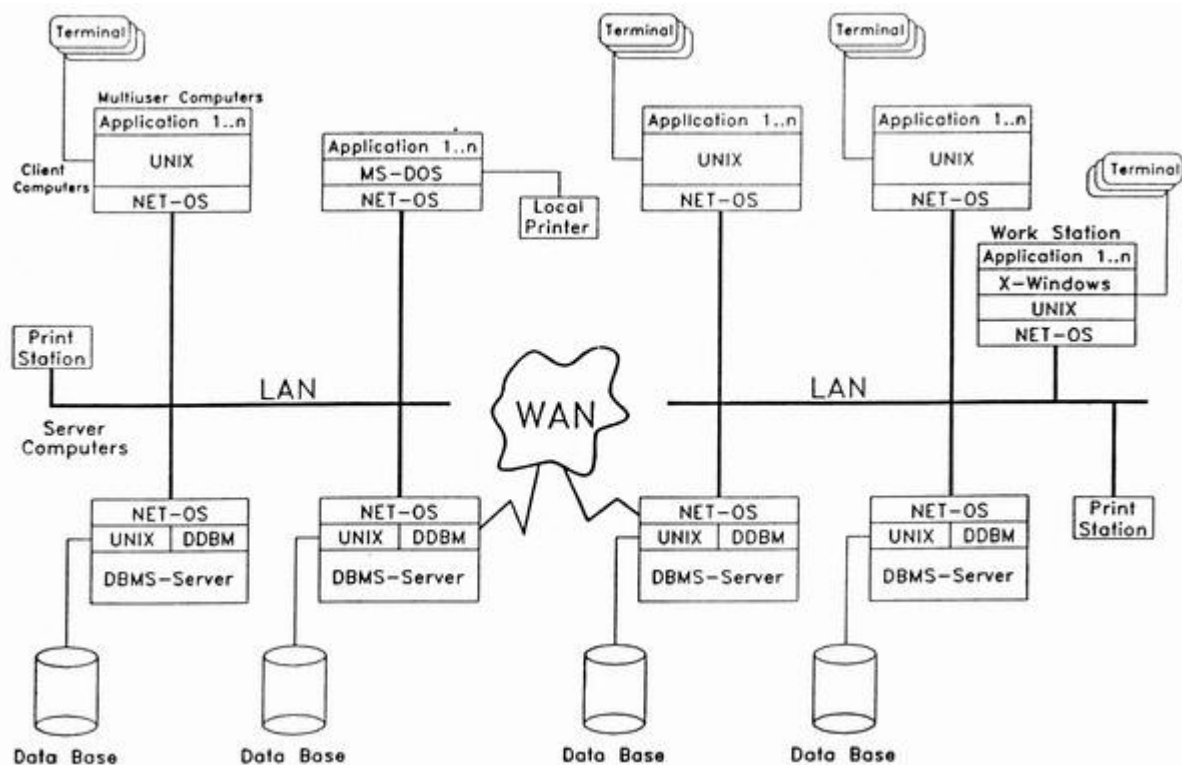 Terminal
Terminal
Terminal
Multiuser Computers
Application 1..n
UNIX
NET-OS
Client
Computers
Application 1..n
MS-DOS
NET-OS
Local
Printer
Application 1..n
UNIX
NET-OS
Application 1..n
UNIX
NET-OS
Terminal
Work Station
Application 1..n
X-Windows
UNIX
NET-OS
Print
Station
LAN
WAN
LAN
Server
Computers
Print
Station
NET-OS
UNIX DDBM
DBMS-Server
NET-OS
UNIX DDBM
DBMS-Server
NET-OS
UNIX DDBM
DBMS-Server
NET-OS
UNIX DDBM
DBMS-Server
Data Base
Data Base
Data Base
Data Base